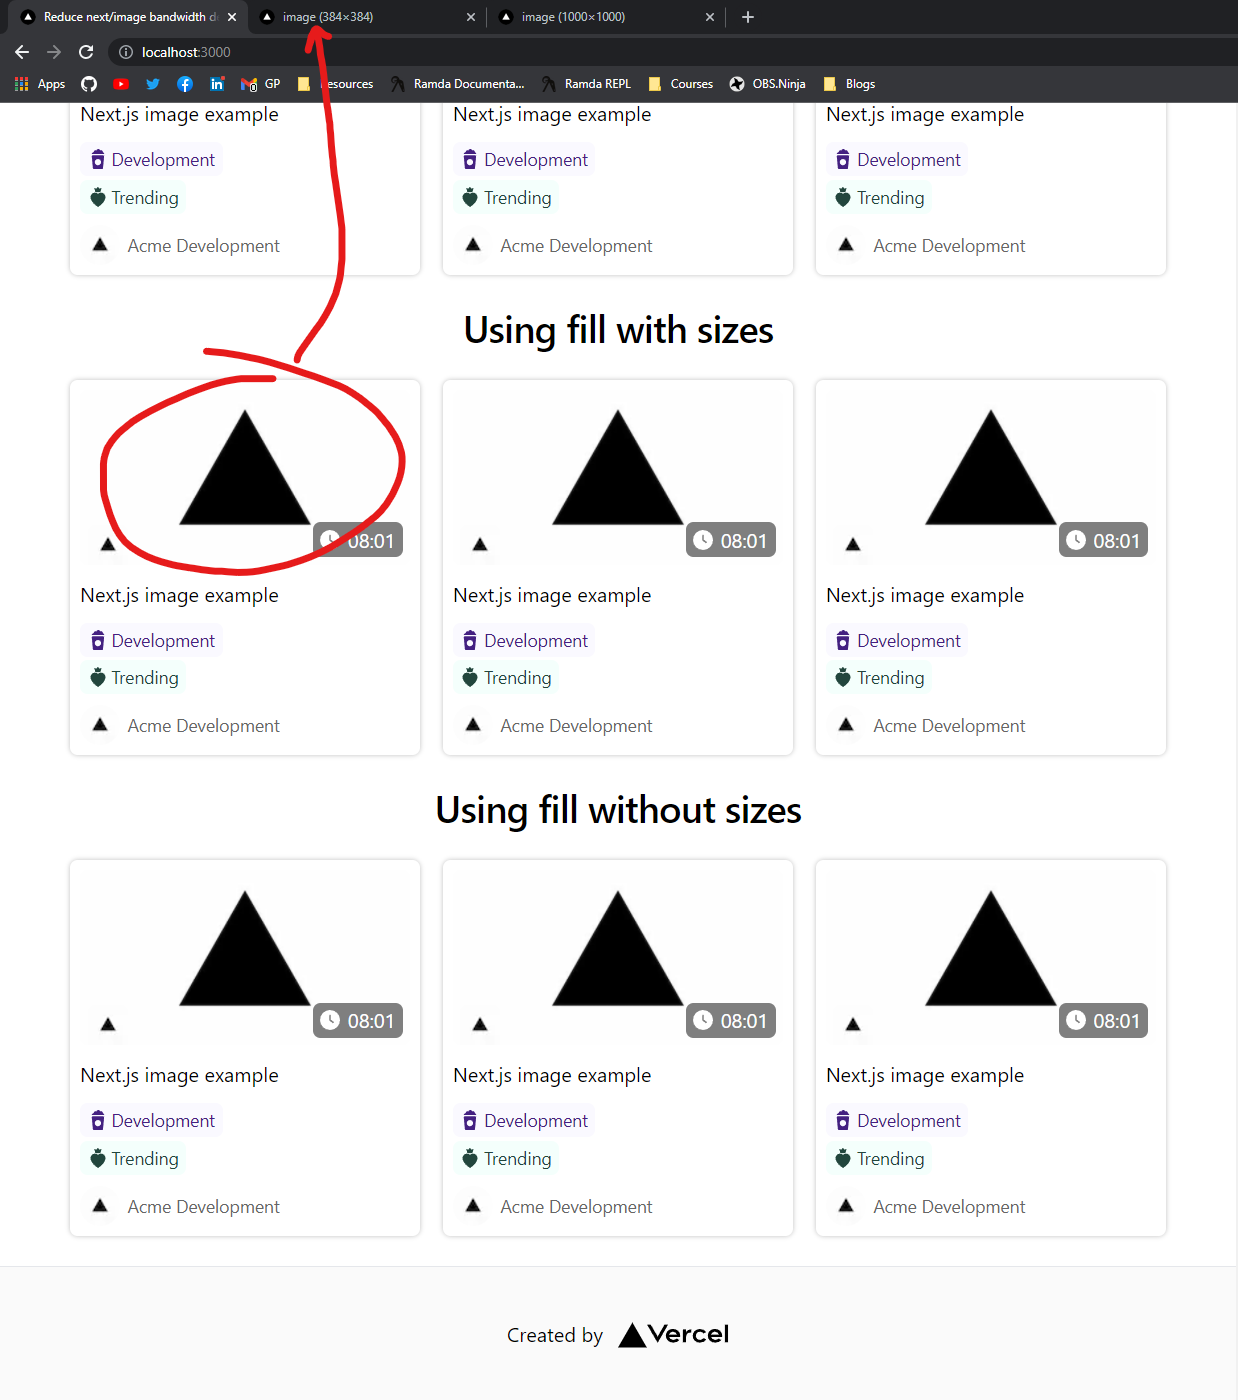 Reduce next/image bandwidth d
image (384×384)
image (1000×1000)
localhost:3000
Apps
GP
Resources
Ramda Documenta...
Ramda REPL
Courses
OBS.Ninja
Blogs
Next.js image example Next.js image example Next.js image example
Development Development Development
Trending Trending Trending
Acme Development Acme Development Acme Development
Using fill with sizes
08:01 08:01 08:01
Next.js image example Next.js image example Next.js image example
Development Development Development
Trending Trending Trending
Acme Development Acme Development Acme Development
Using fill without sizes
08:01 08:01 08:01
Next.js image example Next.js image example Next.js image example
Development Development Development
Trending Trending Trending
Acme Development Acme Development Acme Development
Created by Vercel